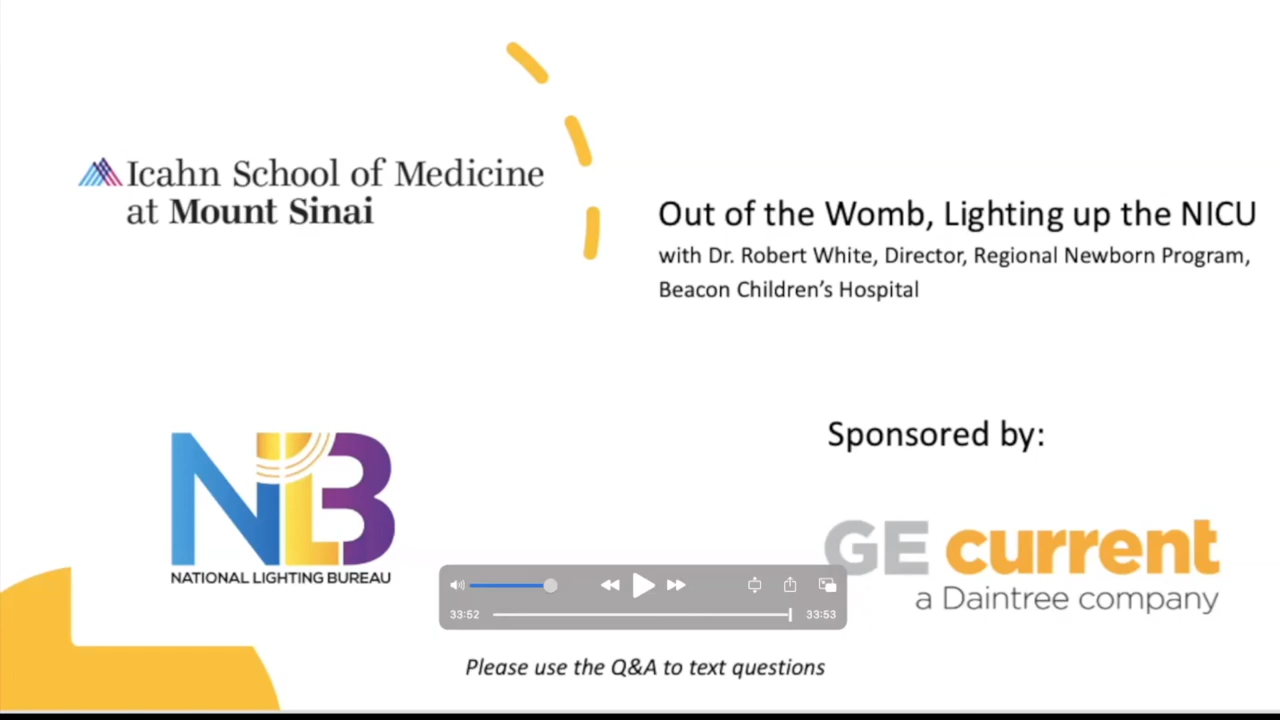 Icahn School of Medicine
at Mount Sinai
Out of the Womb, Lighting up the NICU
with Dr. Robert White, Director, Regional Newborn Program,
Beacon Children's Hospital
NLB
NATIONAL LIGHTING BUREAU
Sponsored by:
GE current
a Daintree company
33:52
33:53
Please use the Q&A to text questions